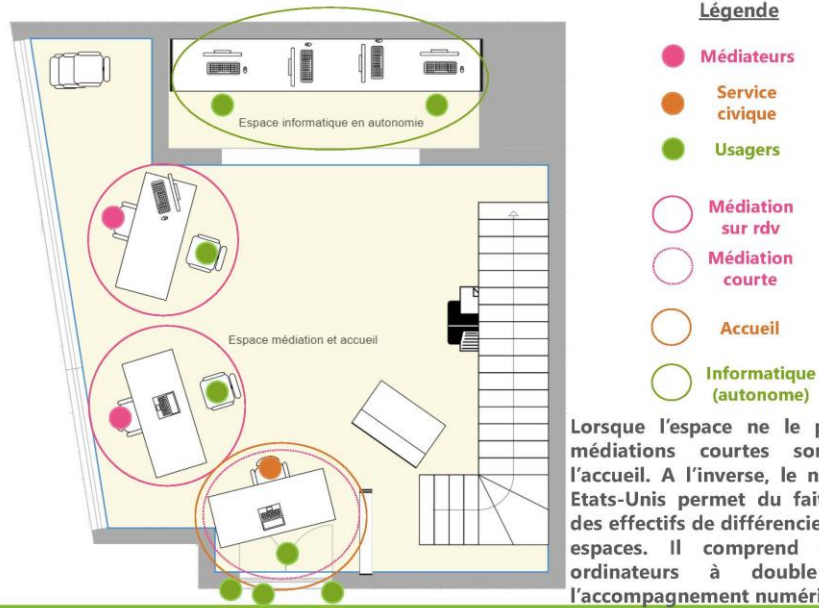 Légende
Médiateurs
Service
civique
Usagers
Médiation
sur rdv
Médiation
courte
Accueil
Informatique
(autonome)
Espace informatique en autonomie
Espace médiation et accueil
Lorsque l'espace ne le
médiations courtes
l'accueil. A l'inverse, le
Etats-Unis permet du fait
des effectifs de
espaces. Il comprend
ordinateurs à double
l'accompagnement